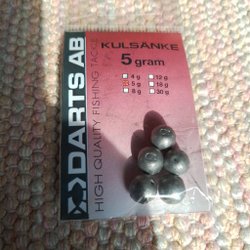 KULSÄNKE
5 gram
4 g 12 g
5 g 18 g
8 g 30 g
DARTS AB
HIGH QUALITY FISHING TACKLE